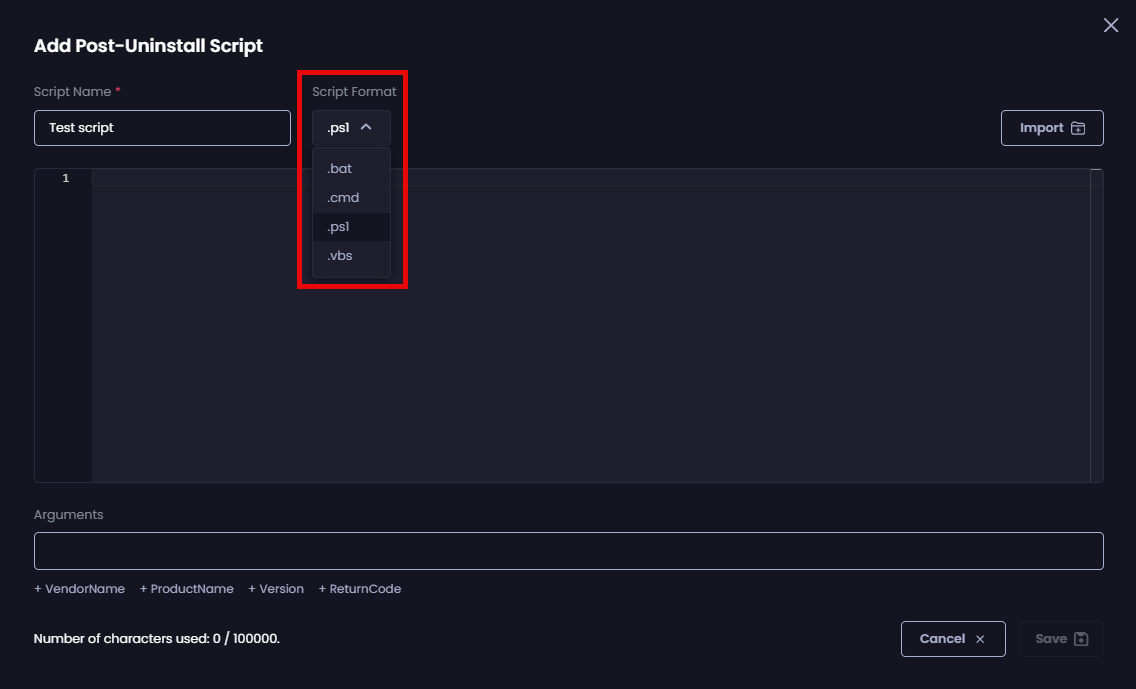 Add Post-Uninstall Script
Script Name *
Script Format
Test script
.ps1
Import
.bat
.cmd
.ps1
.vbs
1
Arguments
+ VendorName + ProductName + Version + ReturnCode
Number of characters used: 0 / 100000.
Cancel
Save